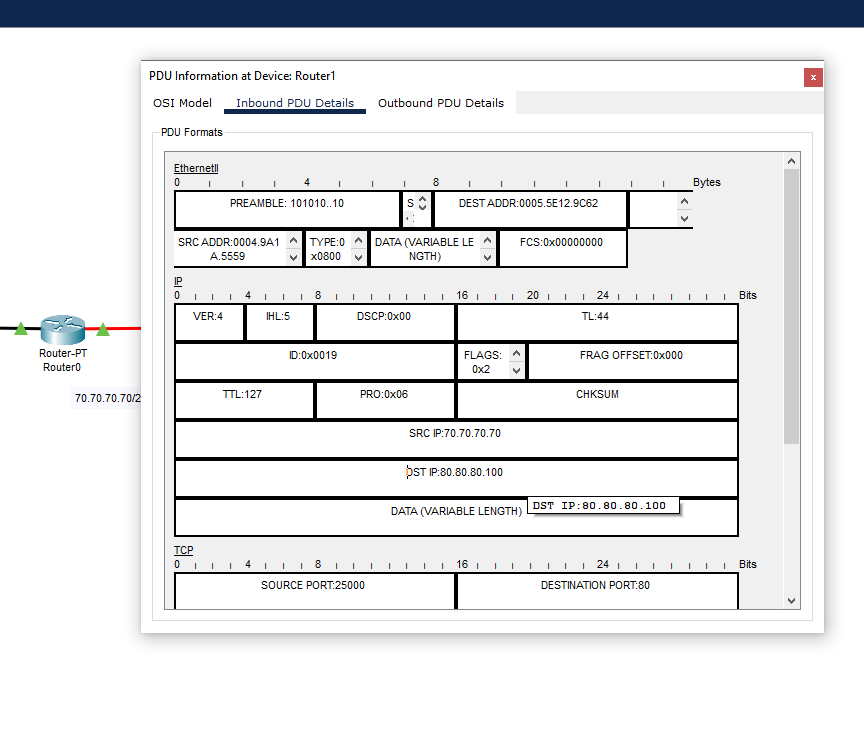 PDU Information at Device: Router1
x
OSI Model Inbound PDU Details Outbound PDU Details
PDU Formats
EthernetII
0 4 8 Bytes
PREAMBLE: 101010..10 S DEST ADDR:0005.5E12.9C62
SRC ADDR:0004.9A1 TYPE:0 DATA (VARIABLE LE FCS:0x00000000
A.5559 x0800 NGTH)
IP
0 4 8 16 20 24 Bits
VER:4 IHL:5 DSCP:0x00 TL:44
ID:0x0019 FLAGS: FRAG OFFSET:0x000
0x2
TTL:127 PRO:0x06 CHKSUM
SRC IP:70.70.70.70
DST IP:80.80.80.100
DATA (VARIABLE LENGTH)
DST IP:80.80.80.100
TCP
0 4 8 16 24 Bits
SOURCE PORT:25000 DESTINATION PORT:80
Router-PT
Router0
70.70.70.70/2